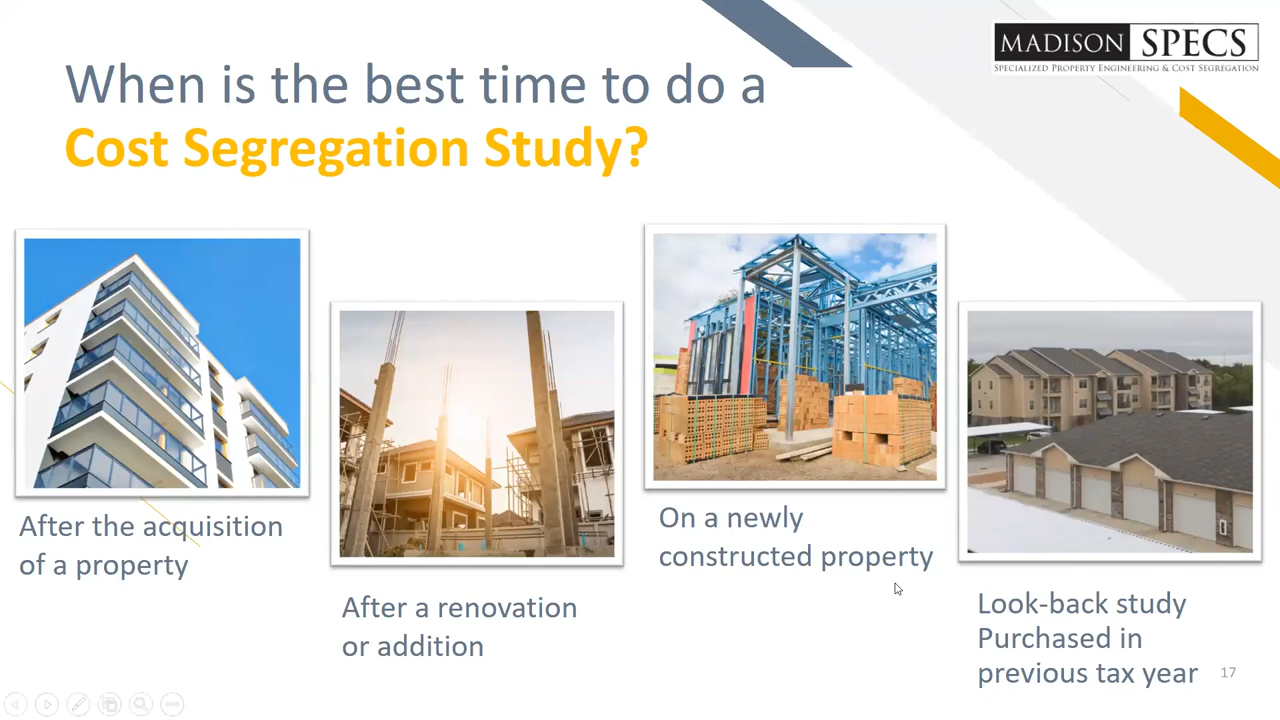 MADISON SPECS
SPECIALIZED PROPERTY ENGINEERING & COST SEGREGATION
When is the best time to do a
Cost Segregation Study?
After the acquisition
of a property
After a renovation
or addition
On a newly
constructed property
Look-back study
Purchased in
previous tax year
17